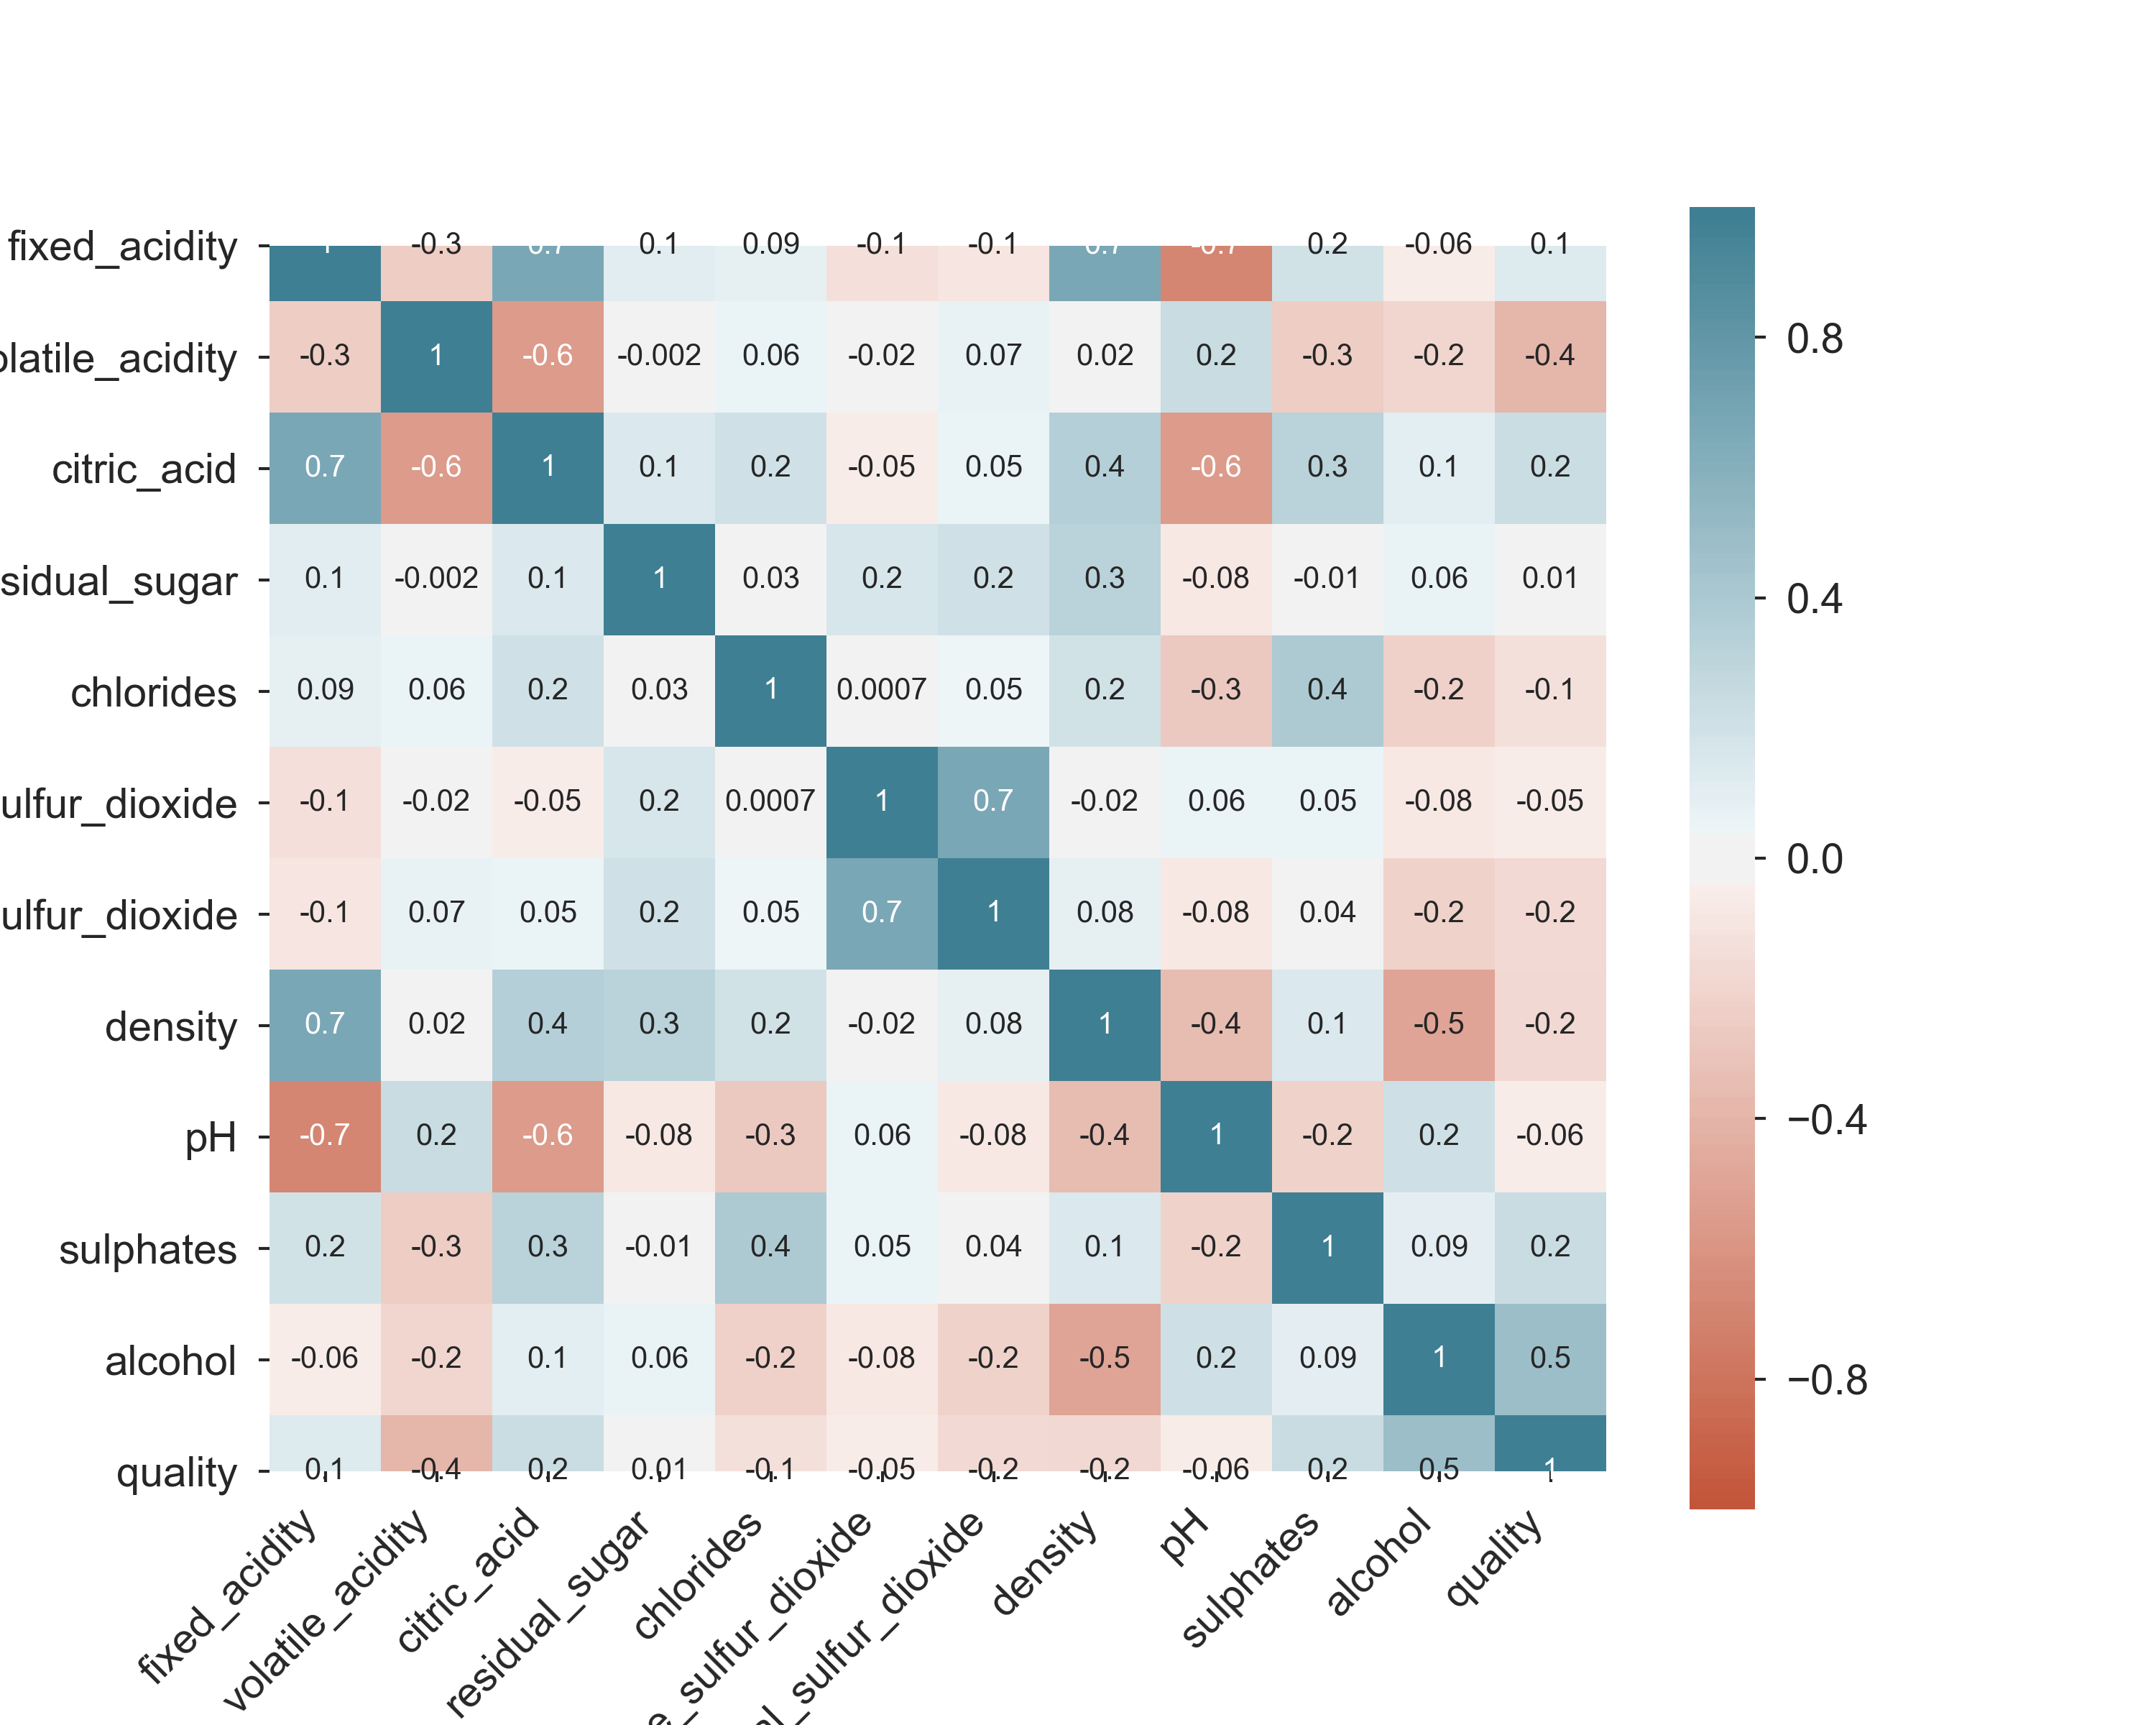 fixed_acidity 1 -0.3 0.7 0.1 0.09 -0.1 -0.1 0.7 -0.7 0.2 -0.06 0.1
olatile_acidity -0.3 1 -0.6 -0.002 0.06 -0.02 0.07 0.02 0.2 -0.3 -0.2 -0.4
citric_acid 0.7 -0.6 1 0.1 0.2 -0.05 0.05 0.4 -0.6 0.3 0.1 0.2
sidual_sugar 0.1 -0.002 0.1 1 0.03 0.2 0.2 0.3 -0.08 -0.01 0.06 0.01
chlorides 0.09 0.06 0.2 0.03 1 0.0007 0.05 0.2 -0.3 0.4 -0.2 -0.1
ulfur_dioxide -0.1 -0.02 -0.05 0.2 0.0007 1 0.7 -0.02 0.06 0.05 -0.08 -0.05
ulfur_dioxide -0.1 0.07 0.05 0.2 0.05 0.7 1 0.08 -0.08 0.04 -0.2 -0.2
density 0.7 0.02 0.4 0.3 0.2 -0.02 0.08 1 -0.4 0.1 -0.5 -0.2
pH -0.7 0.2 -0.6 -0.08 -0.3 0.06 -0.08 -0.4 1 -0.2 0.2 -0.06
sulphates 0.2 -0.3 0.3 -0.01 0.4 0.05 0.04 0.1 -0.2 1 0.09 0.2
alcohol -0.06 -0.2 0.1 0.06 -0.2 -0.08 -0.2 -0.5 0.2 0.09 1 0.5
quality 0.1 -0.4 0.2 0.01 -0.1 -0.05 -0.2 -0.2 -0.06 0.2 0.5 1
fixed_acidity
volatile_acidity
citric_acid
residual_sugar
chlorides
e_sulfur_dioxide
al_sulfur_dioxide
density
pH
sulphates
alcohol
quality
0.8
0.4
0.0
−0.4
−0.8